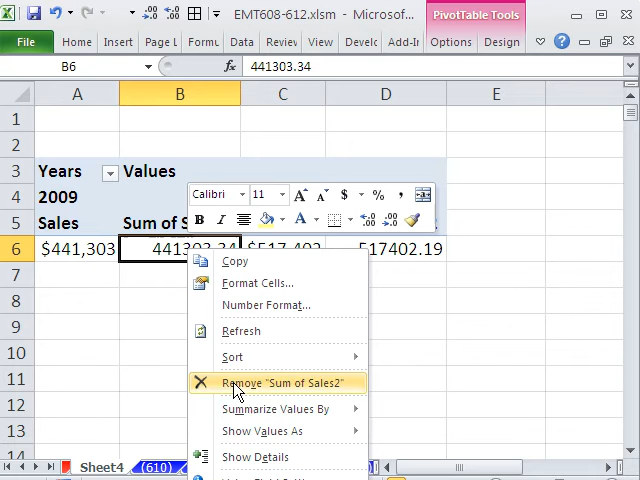 EMT608-612.xlsm - Microsoft...
PivotTable Tools
File Home Insert Page L Formu Data Review View Develc Add-Ir Options Design
B6 fx 441303.34
A B C D E
1
2
3 Years Values
4 2009
Calibri 11 A A $ % ,
B I A
5 Sales Sum of S
6 $441,303 441303.34 $517,402 517402.19
7
8
9
10
11
12
13
14
Copy
Format Cells...
Number Format...
Refresh
Sort
Remove "Sum of Sales2"
Summarize Values By
Show Values As
Show Details
Sheet4 (610)